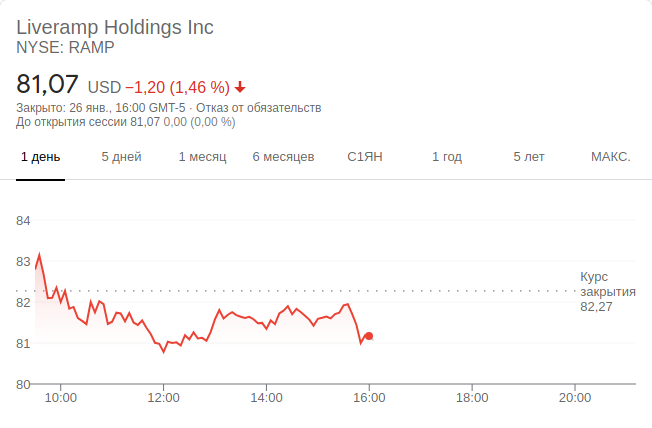 Liveramp Holdings Inc
NYSE: RAMP
81,07 USD −1,20 (1,46 %)
Закрыто: 26 янв., 16:00 GMT-5 · Отказ от обязательств
До открытия сессии 81,07 0,00 (0,00 %)
1 день 5 дней 1 месяц 6 месяцев С1ЯН 1 год 5 лет МАКС.
84
83
Курс
закрытия
82,27
82
81
80
10:00 12:00 14:00 16:00 18:00 20:00